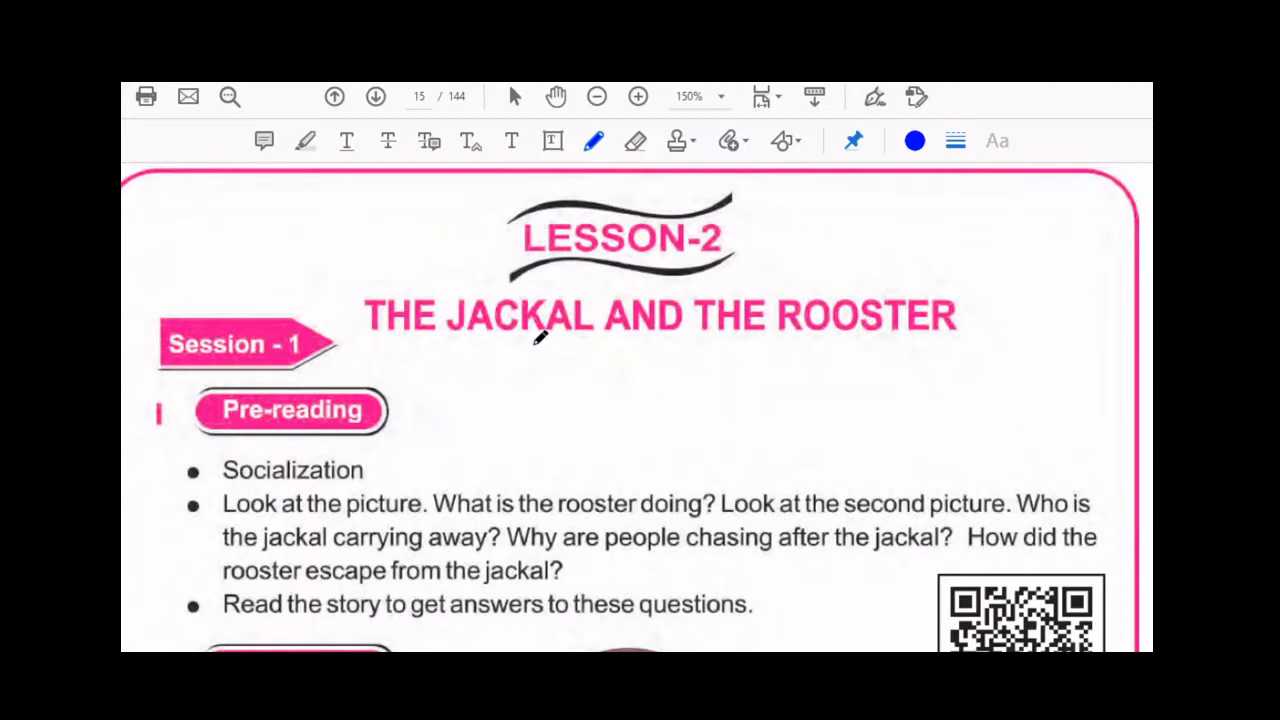 15 / 144
150%
T T T T T Aa
LESSON-2
THE JACKAL AND THE ROOSTER
Session - 1
Pre-reading
Socialization
Look at the picture. What is the rooster doing? Look at the second picture. Who is
the jackal carrying away? Why are people chasing after the jackal? How did the
rooster escape from the jackal?
Read the story to get answers to these questions.